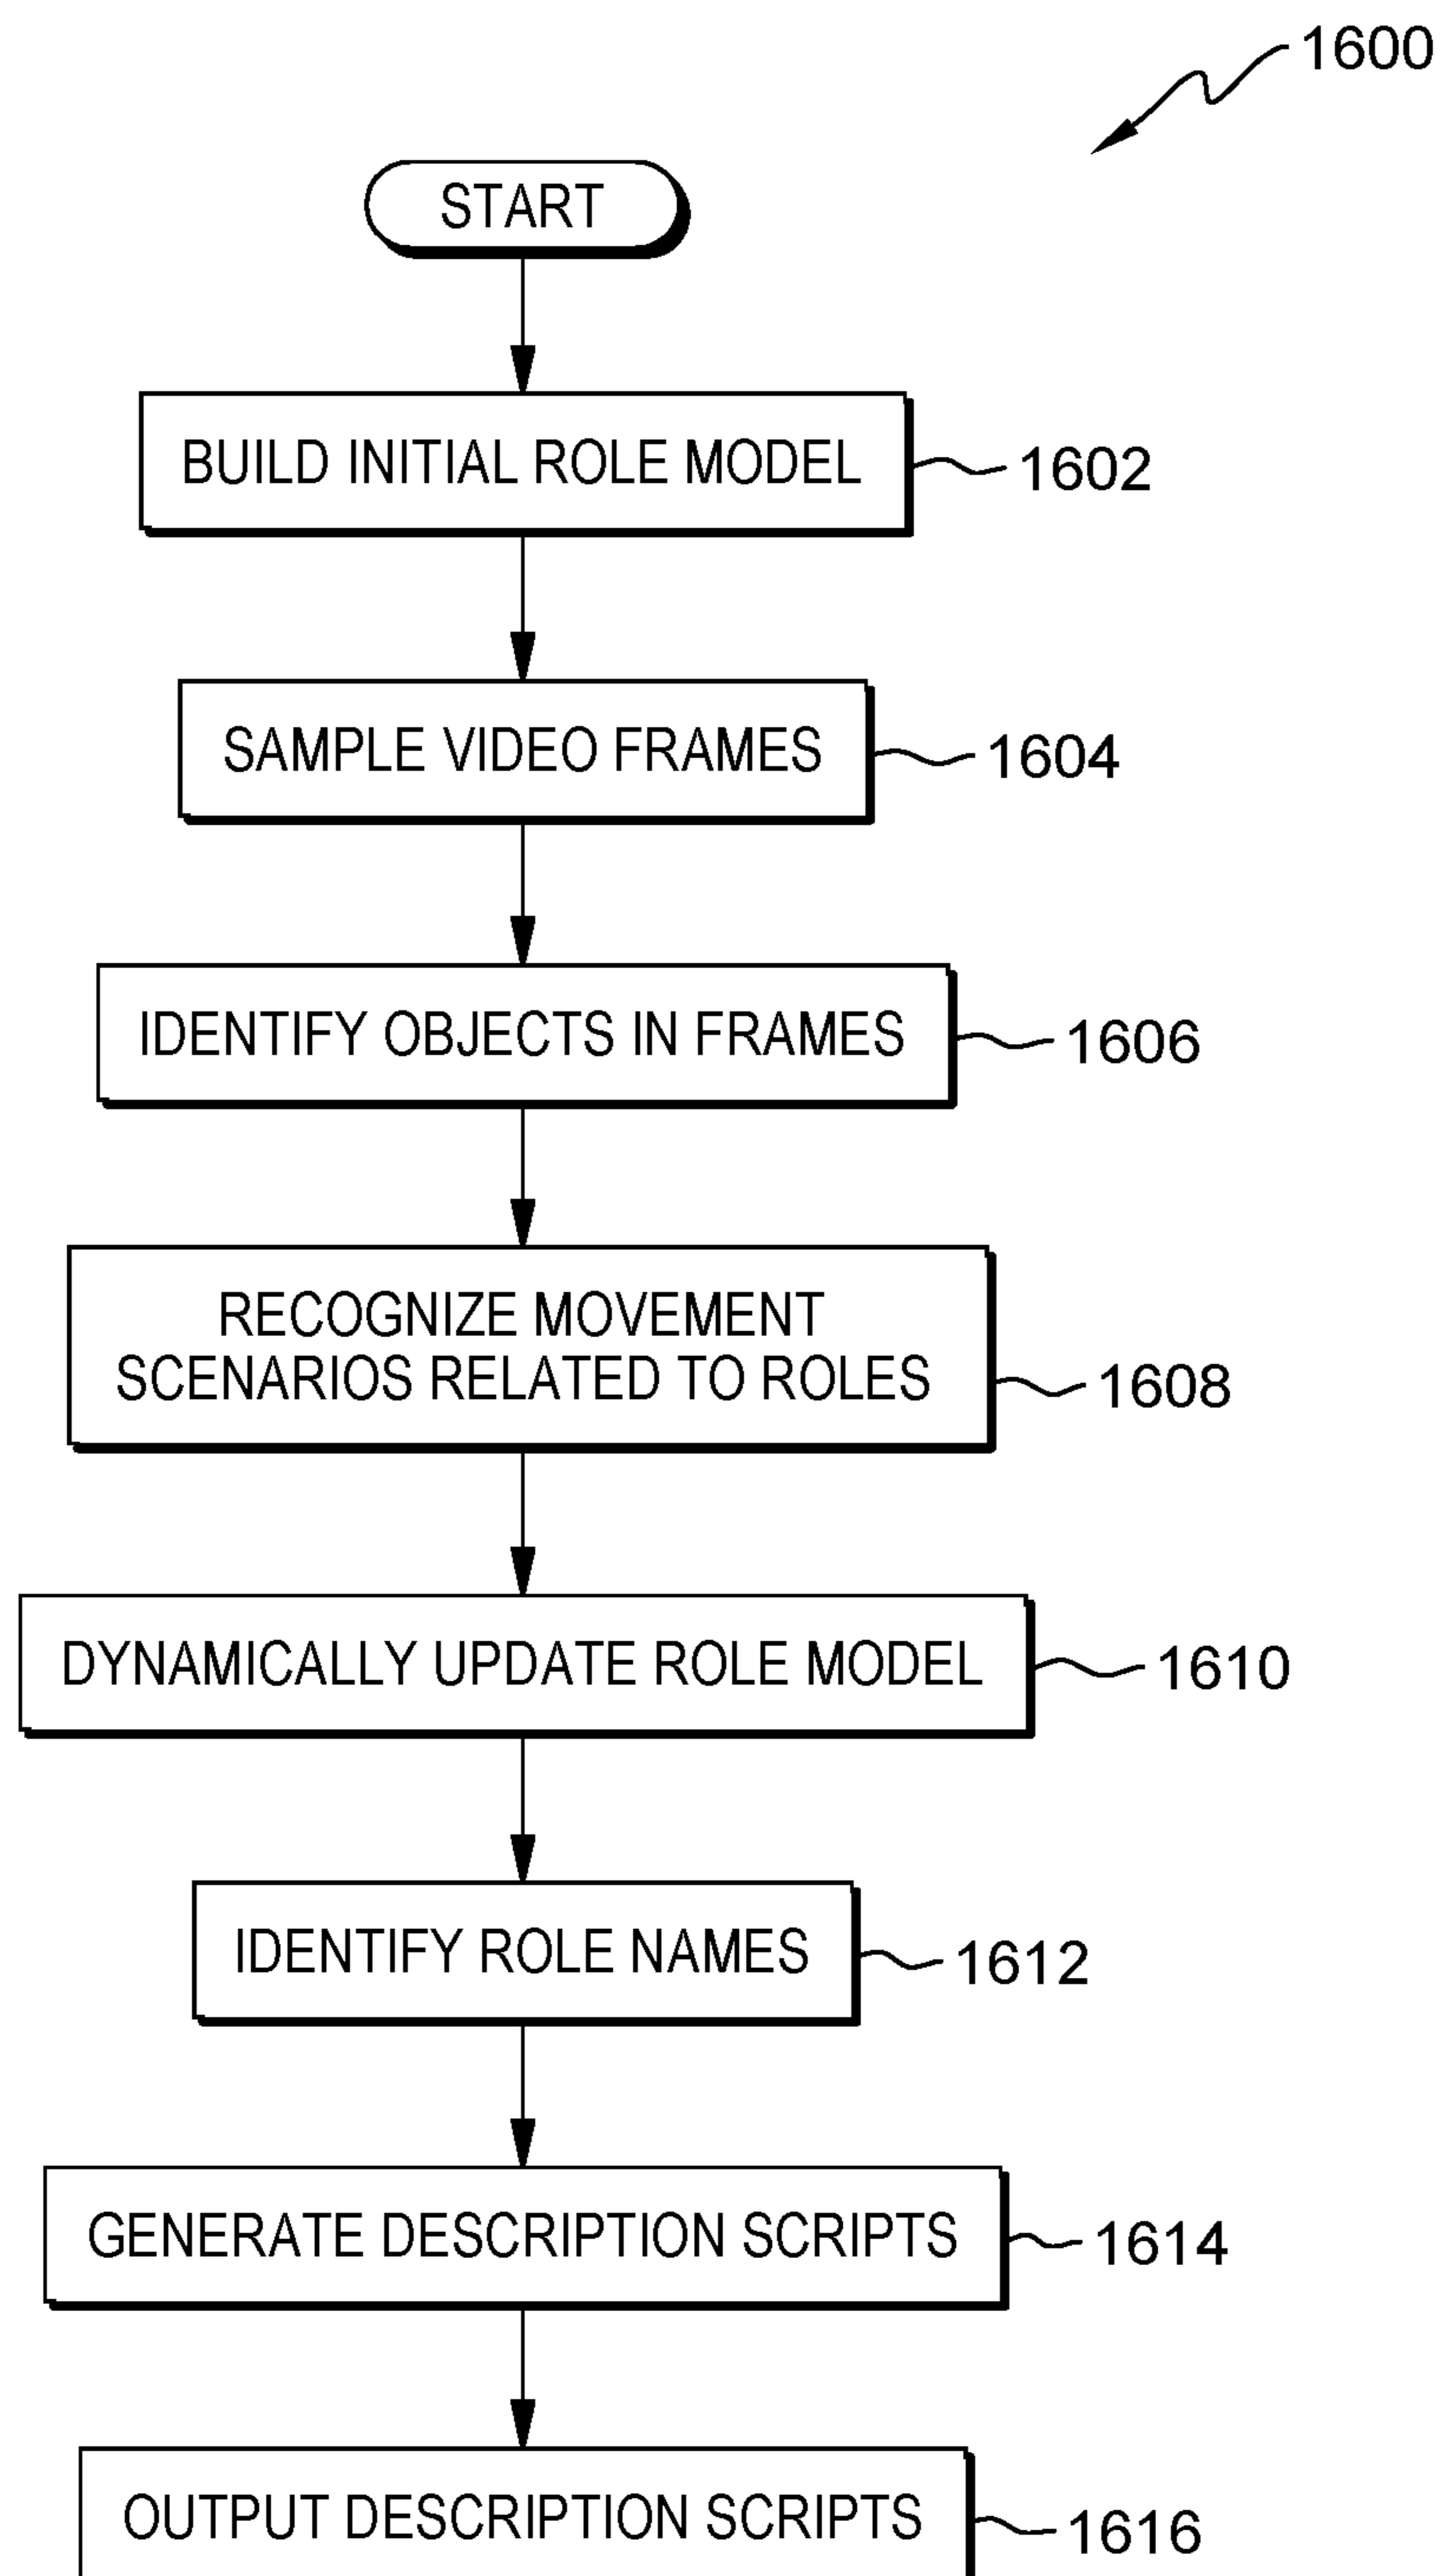 1600
START
BUILD INITIAL ROLE MODEL
1602
SAMPLE VIDEO FRAMES
1604
IDENTIFY OBJECTS IN FRAMES
1606
RECOGNIZE MOVEMENT
SCENARIOS RELATED TO ROLES
1608
DYNAMICALLY UPDATE ROLE MODEL
1610
IDENTIFY ROLE NAMES
1612
GENERATE DESCRIPTION SCRIPTS
1614
OUTPUT DESCRIPTION SCRIPTS
1616